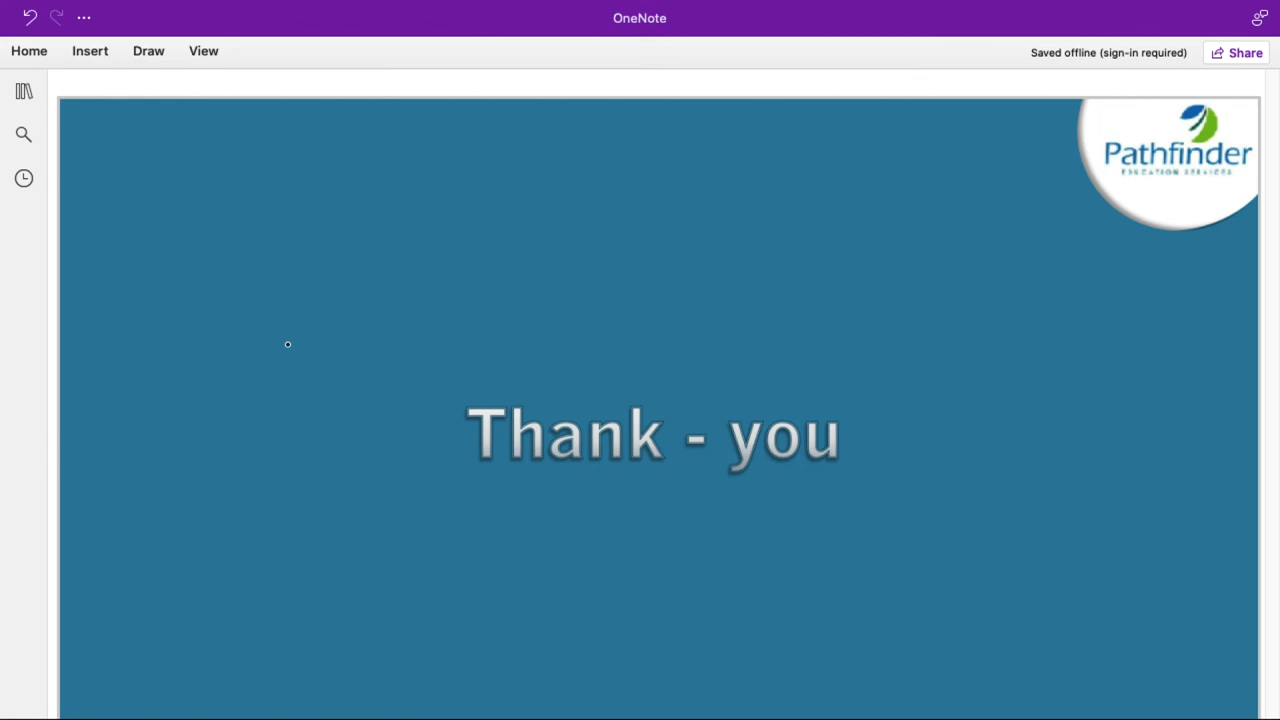 OneNote
Home Insert Draw View
Saved offline (sign-in required) Share
Pathfinder
EDUCATION SERVICES
Thank - you